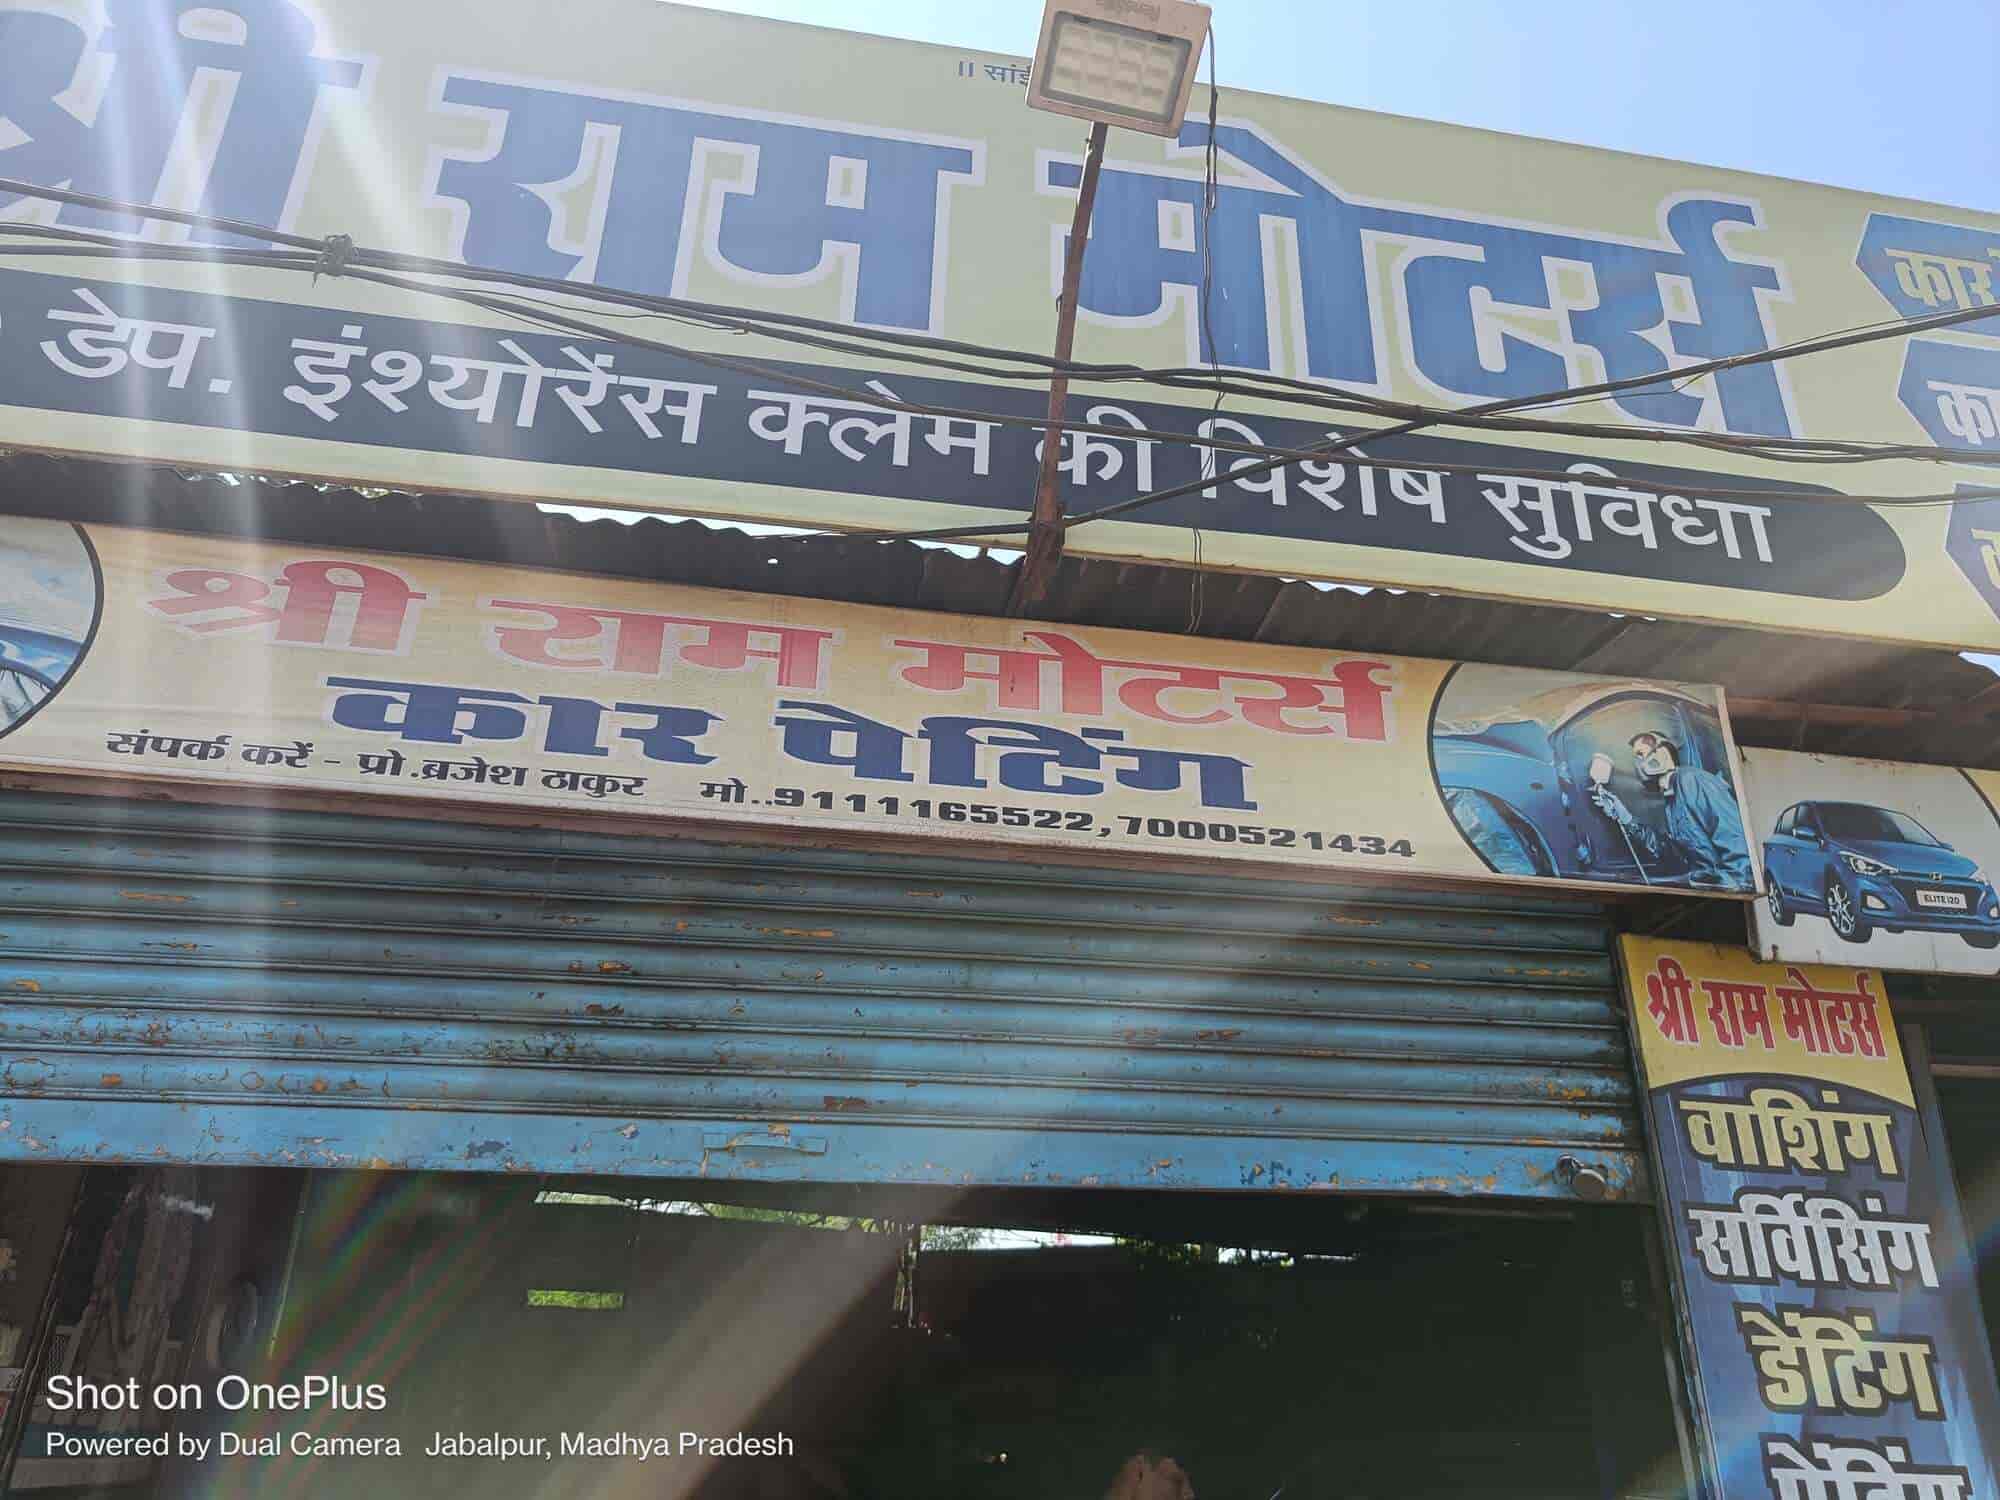 ॥
श्री राम मोटर्स
डेप. इंश्योरेंस क्लेम की विशेष सुविधा
कार
श्री राम मोटर्स
कार पेटिंग
संपर्क करें - प्रो.ब्रजेश ठाकुर मो..9111165522,7000521434
ELITE i20
श्री राम मोटर्स
वाशिंग
सर्विसिंग
डेंटिंग
पेंटिंग
Shot on OnePlus
Powered by Dual Camera Jabalpur, Madhya Pradesh